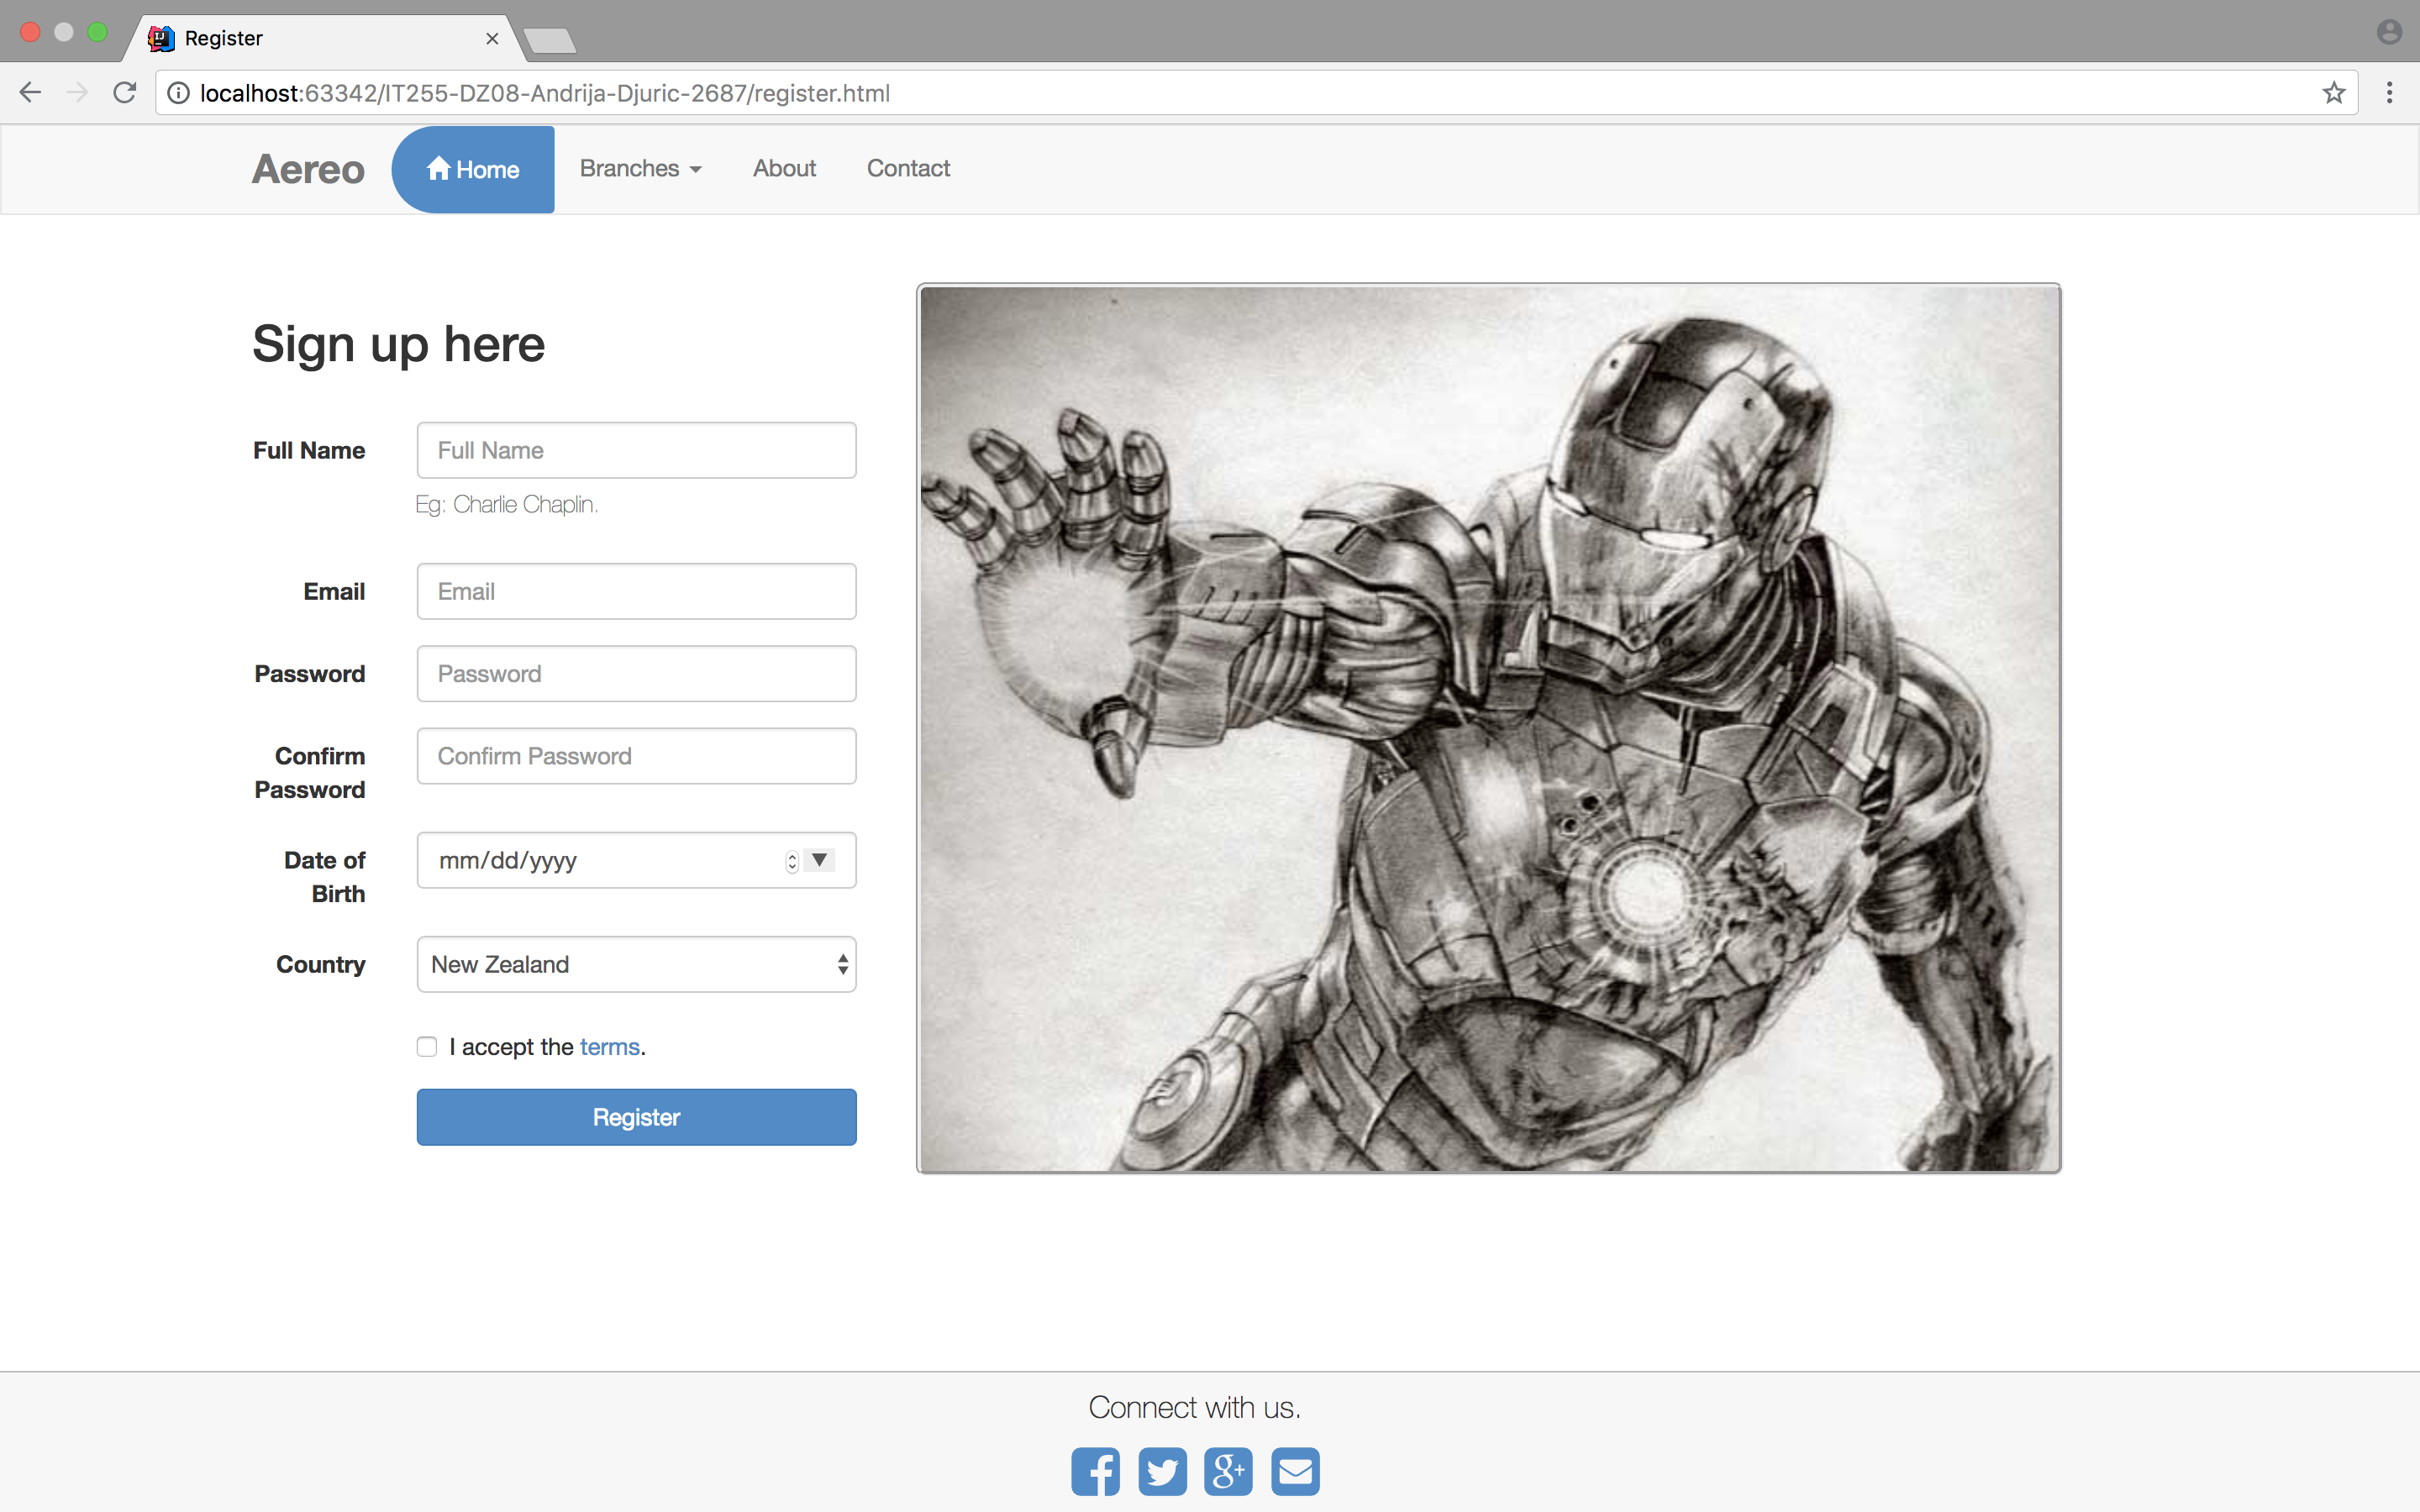 Register
localhost:63342/IT255-DZ08-Andrija-Djuric-2687/register.html
Aereo Home Branches About Contact
Sign up here
Full Name Full Name
Eg: Charlie Chaplin.
Email Email
Password Password
Confirm Password Confirm Password
Date of Birth mm/dd/yyyy
Country New Zealand
I accept the terms.
Register
Connect with us.